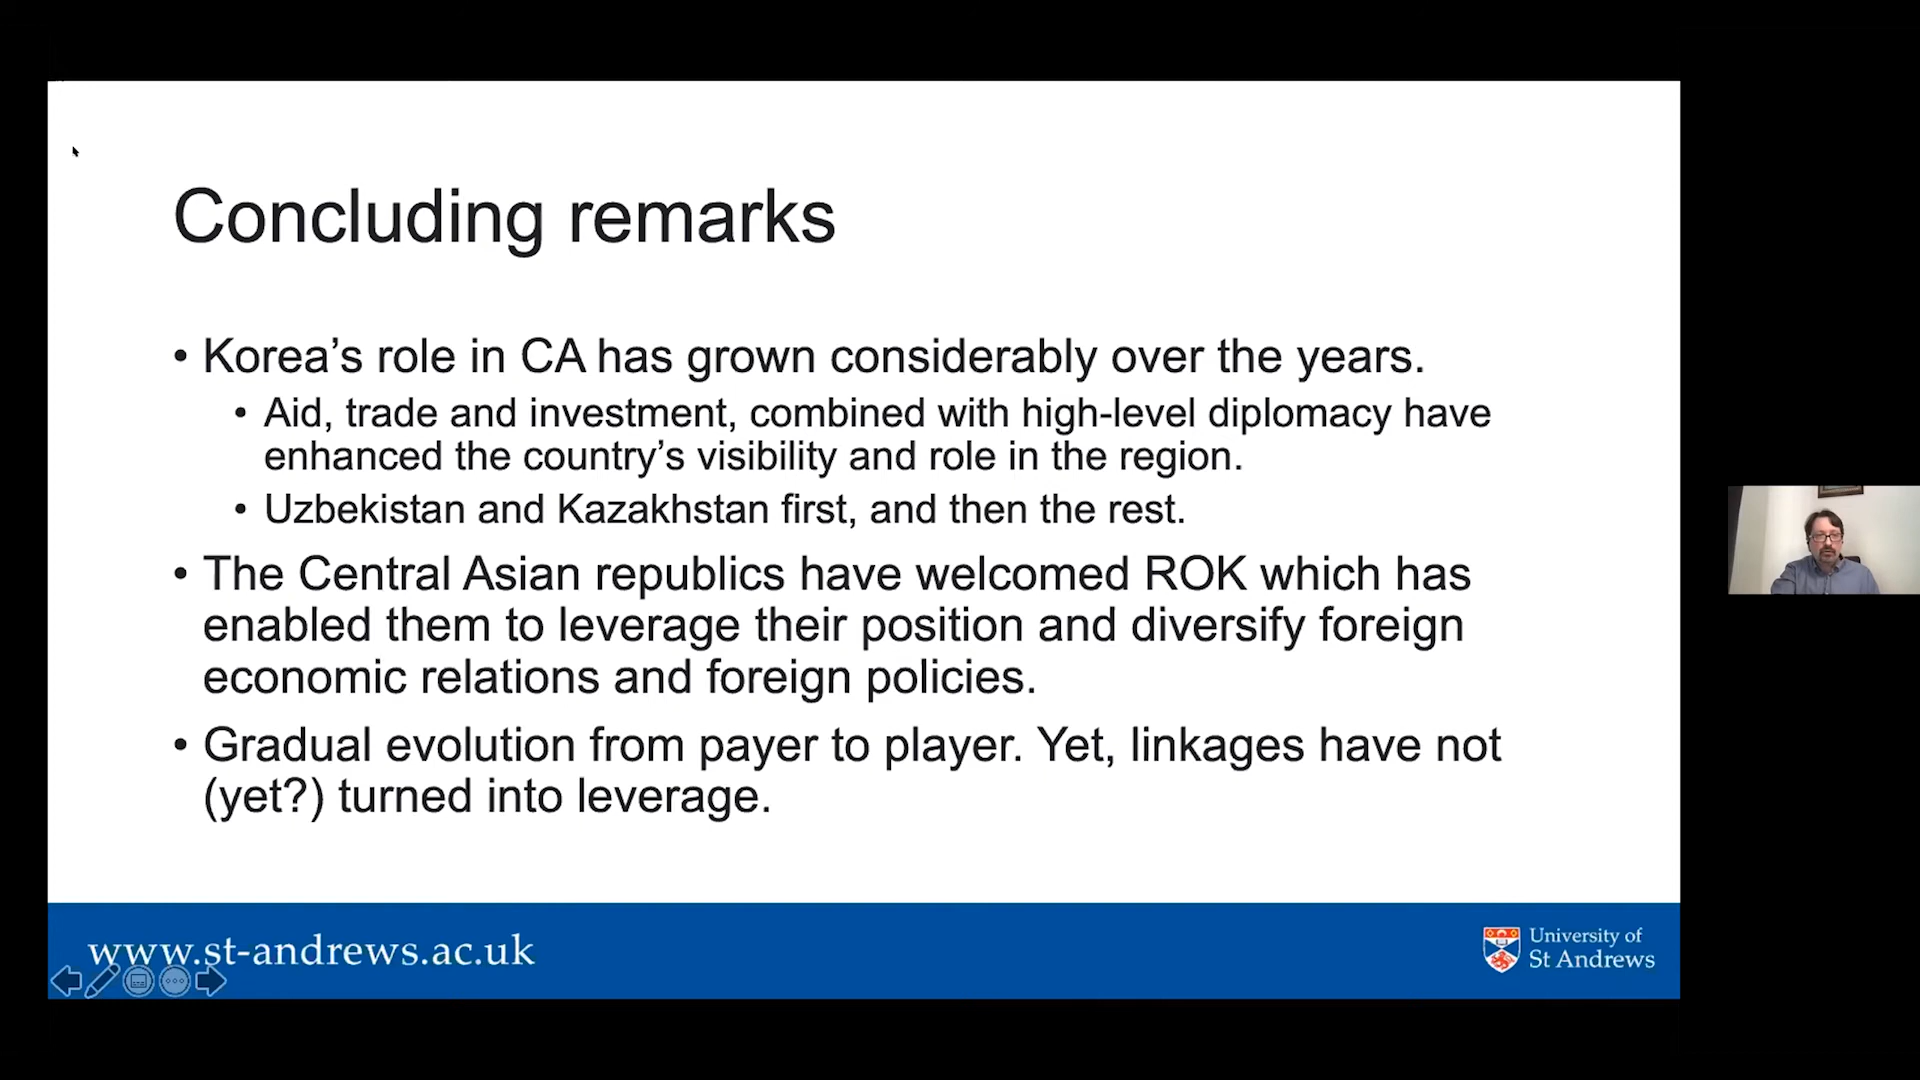 Concluding remarks
• Korea’s role in CA has grown considerably over the years.
• Aid, trade and investment, combined with high-level diplomacy have
enhanced the country’s visibility and role in the region.
• Uzbekistan and Kazakhstan first, and then the rest.
• The Central Asian republics have welcomed ROK which has
enabled them to leverage their position and diversify foreign
economic relations and foreign policies.
• Gradual evolution from payer to player. Yet, linkages have not
(yet?) turned into leverage.
www.st-andrews.ac.uk
University of
St Andrews